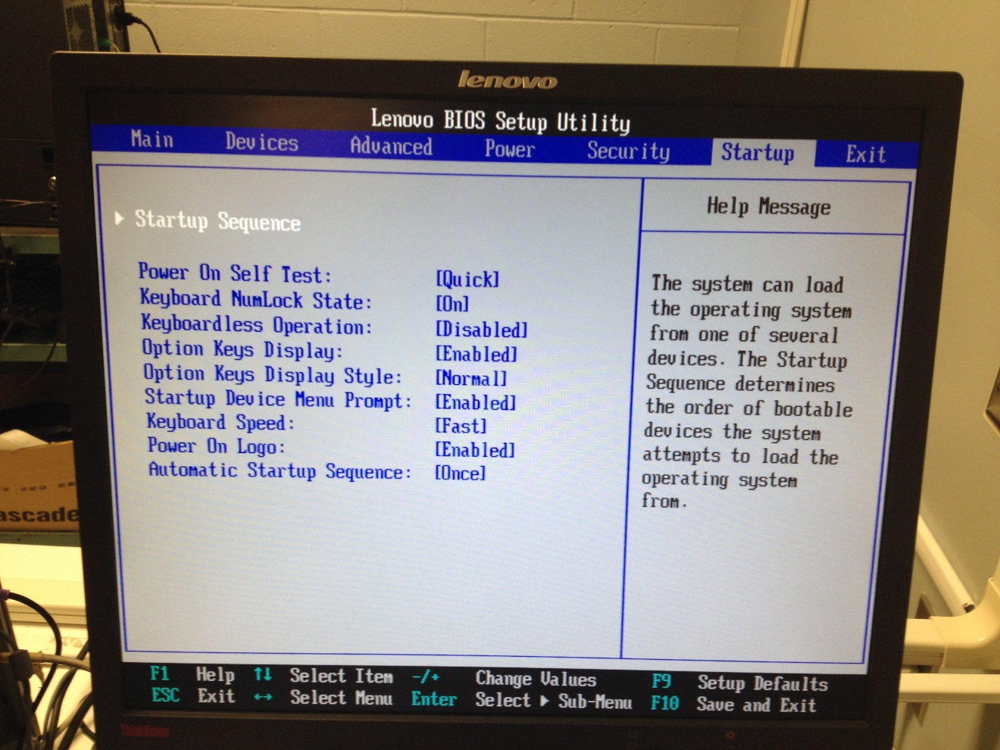 lenovo
Lenovo BIOS Setup Utility
Main Devices Advanced Power Security Startup Exit
▶ Startup Sequence
Power On Self Test: [Quick]
Keyboard NumLock State: [On]
Keyboardless Operation: [Disabled]
Option Keys Display: [Enabled]
Option Keys Display Style: [Normal]
Startup Device Menu Prompt: [Enabled]
Keyboard Speed: [Fast]
Power On Logo: [Enabled]
Automatic Startup Sequence: [Once]
Help Message
The system can load
the operating system
from one of several
devices. The Startup
Sequence determines
the order of bootable
devices the system
attempts to load the
operating system
from.
F1 Help ↑↓ Select Item -/+ Change Values F9 Setup Defaults
ESC Exit ↔ Select Menu Enter Select ▶ Sub-Menu F10 Save and Exit
ThinkVision
ascade